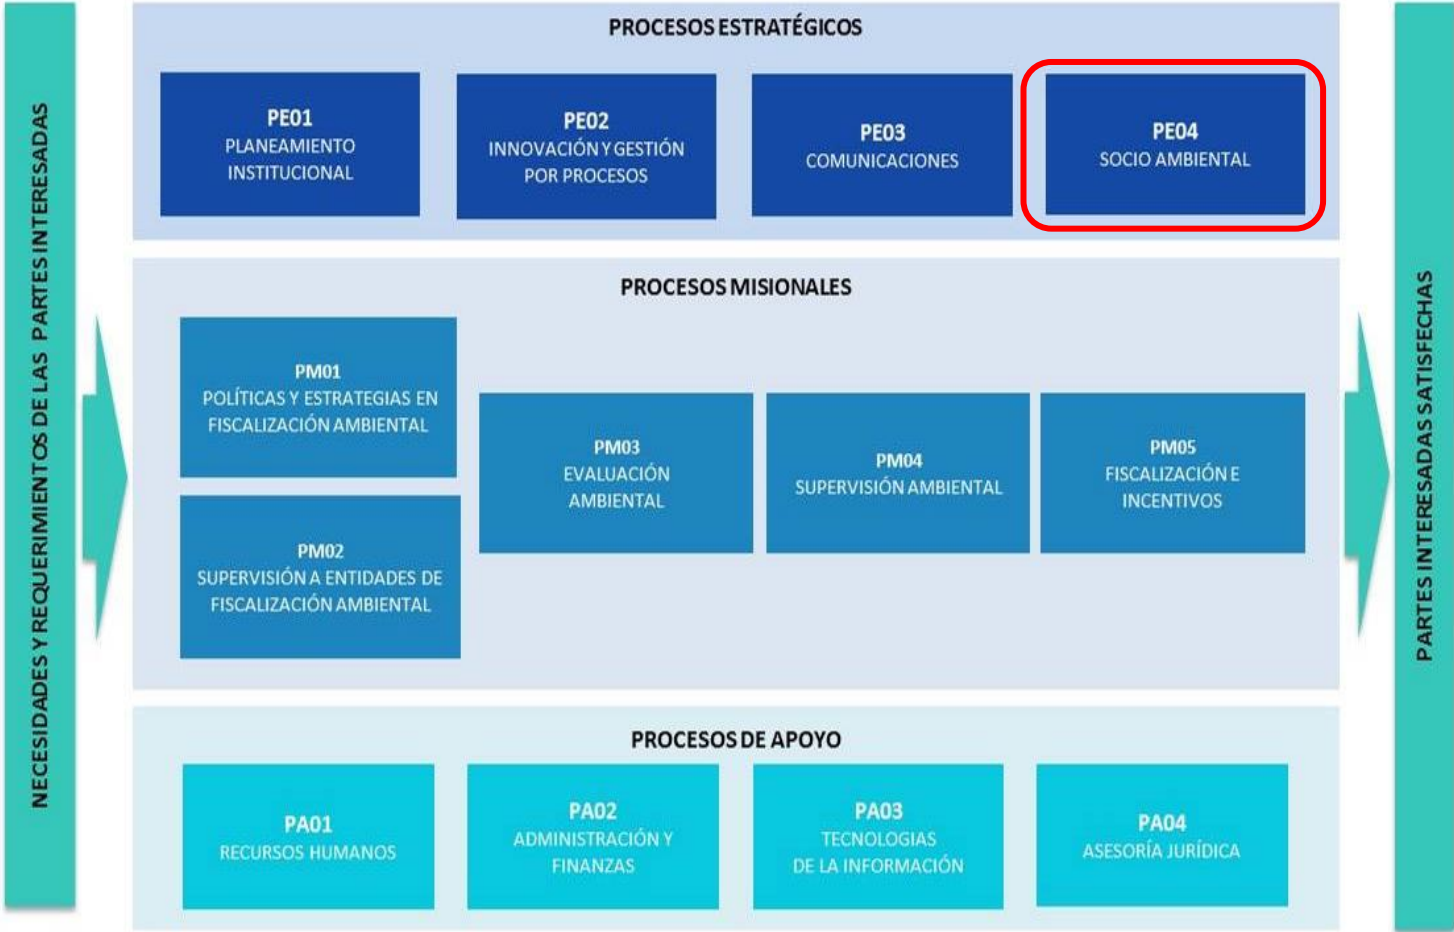 NECESIDADES Y REQUERIMIENTOS DE LAS PARTES INTERESADAS
PROCESOS ESTRATÉGICOS
PE01
PLANEAMIENTO
INSTITUCIONAL
PE02
INNOVACIÓN Y GESTIÓN
POR PROCESOS
PE03
COMUNICACIONES
PE04
SOCIO AMBIENTAL
PROCESOS MISIONALES
PM01
POLÍTICAS Y ESTRATEGIAS EN
FISCALIZACIÓN AMBIENTAL
PM02
SUPERVISIÓN A ENTIDADES DE
FISCALIZACIÓN AMBIENTAL
PM03
EVALUACIÓN
AMBIENTAL
PM04
SUPERVISIÓN AMBIENTAL
PM05
FISCALIZACIÓN E
INCENTIVOS
PROCESOS DE APOYO
PA01
RECURSOS HUMANOS
PA02
ADMINISTRACIÓN Y
FINANZAS
PA03
TECNOLOGIAS
DE LA INFORMACIÓN
PA04
ASESORÍA JURÍDICA
PARTES INTERESADAS SATISFECHAS